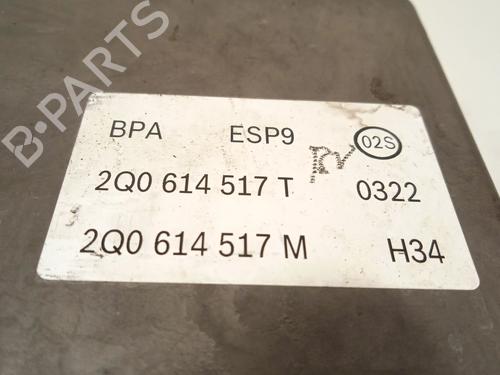 B-PARTS
BPA ESP9 02S
2Q0 614 517 T 0322
2Q0 614 517 M H34